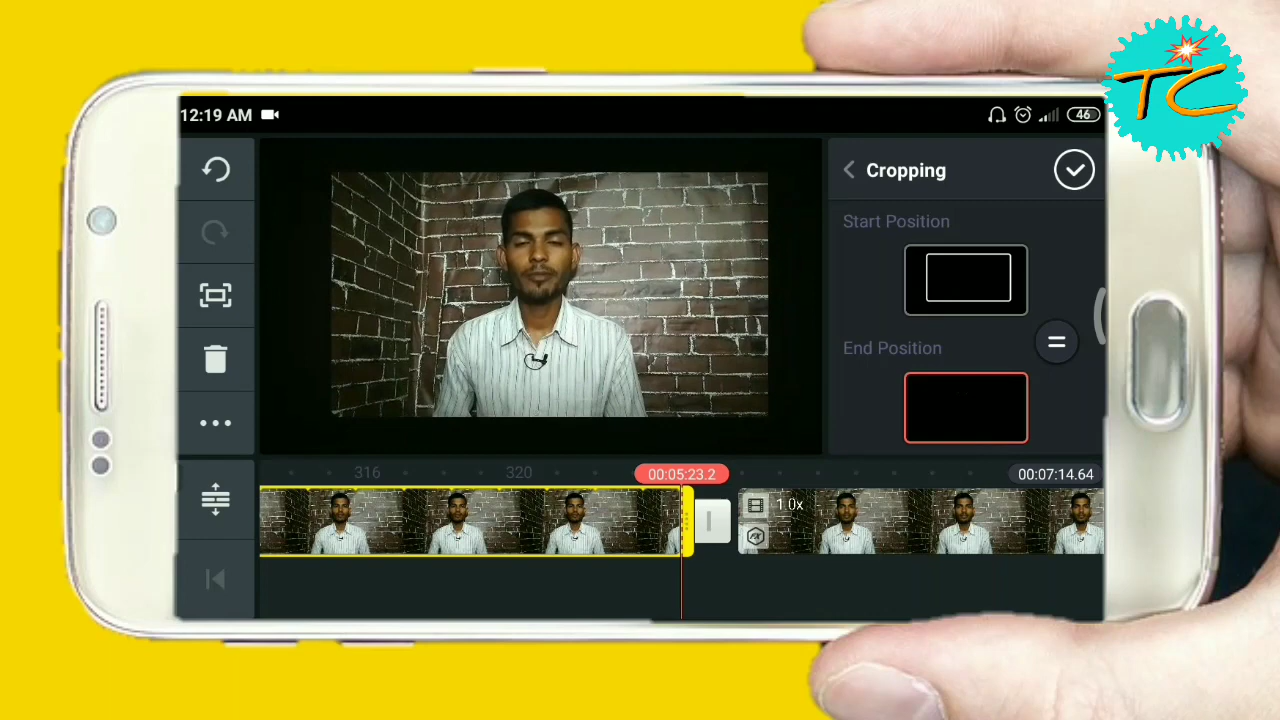 TC
12:19 AM
46
Cropping
Start Position
End Position
316
320
00:05:23.2
00:07:14.64
1.0x